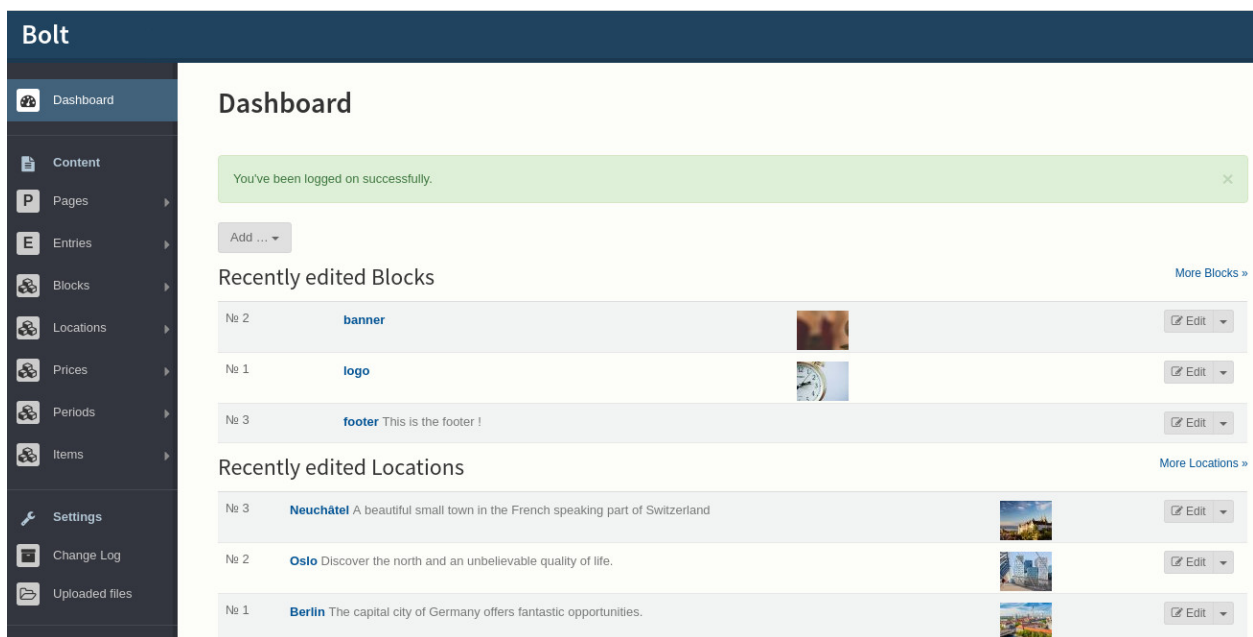 Bolt
Dashboard
Content
P Pages
E Entries
Blocks
Locations
Prices
Periods
Items
Settings
Change Log
Uploaded files
Dashboard
You've been logged on successfully. ×
Add ...
Recently edited Blocks More Blocks »
№ 2 banner Edit
№ 1 logo Edit
№ 3 footer This is the footer ! Edit
Recently edited Locations More Locations »
№ 3 Neuchâtel A beautiful small town in the French speaking part of Switzerland Edit
№ 2 Oslo Discover the north and an unbelievable quality of life. Edit
№ 1 Berlin The capital city of Germany offers fantastic opportunities. Edit